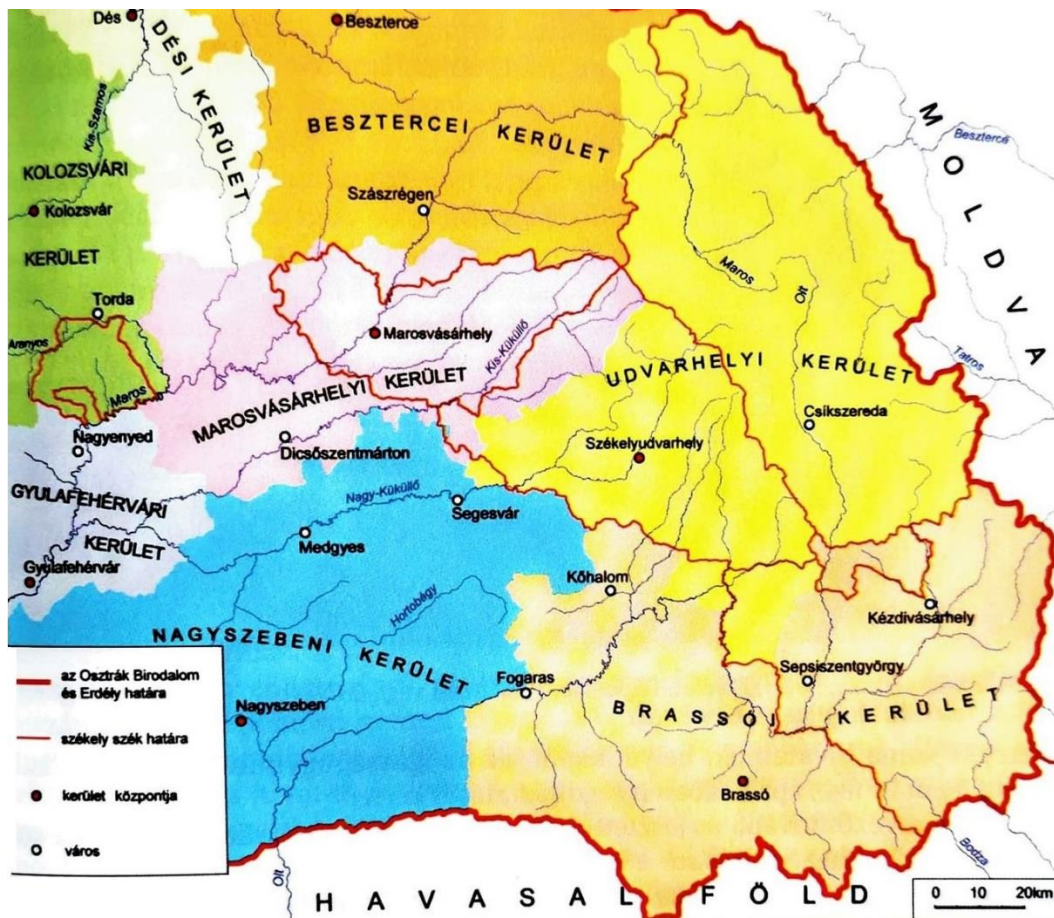 Dés
Beszterce
DÉSI KERÜLET
Kis-Szamos
BESZTERCEI KERÜLET
MOLDVA
Beszterce
KOLOZSVÁRI
Kolozsvár
KERÜLET
Szászrégen
Maros
Olt
Torda
Aranyos
Maros
Marosvásárhely
Kis-Küküllő
MAROSVÁSÁRHELYI KERÜLET
UDVARHELYI KERÜLET
Tatros
Csíkszereda
Nagyenyed
Dicsőszentmárton
Székelyudvarhely
GYULAFEHÉRVÁRI
KERÜLET
Nagy-Küküllő
Segesvár
Medgyes
Gyulafehérvár
Kőhalom
Kézdivásárhely
Hortobágy
NAGYSZEBENI KERÜLET
Sepsiszentgyörgy
Fogaras
BRASSÓI KERÜLET
Nagyszeben
Brassó
az Osztrák Birodalom
és Erdély határa
székely szék határa
kerület központja
város
Olt
Bodza
HAVASALFÖLD
0 10 20km